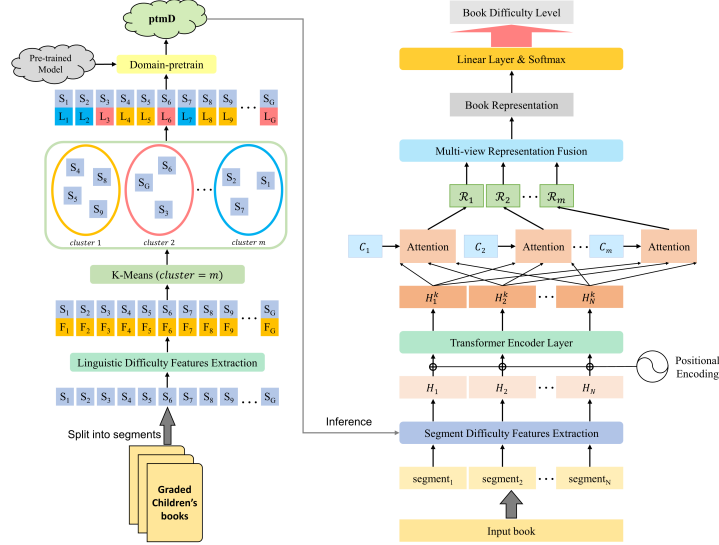 ptmD
Pre-trained
Model
Domain-pretrain
S1 S2 S3 S4 S5 S6 S7 S8 S9 ... SG
L1 L2 L3 L4 L5 L6 L7 L8 L9 ... LG
S4 S8 S5 S9
S6 SG S3
...
S2 S1 S7
cluster 1
cluster 2
cluster m
K-Means (cluster = m)
S1 S2 S3 S4 S5 S6 S7 S8 S9 ... SG
F1 F2 F3 F4 F5 F6 F7 F8 F9 ... FG
Linguistic Difficulty Features Extraction
S1 S2 S3 S4 S5 S6 S7 S8 S9 ... SG
Split into segments
Graded
Children's
books
Inference
Book Difficulty Level
Linear Layer & Softmax
Book Representation
Multi-view Representation Fusion
ℛ1 ℛ2 ... ℛm
C1 Attention C2 Attention ... Cm Attention
H1^k H2^k ... HN^k
Transformer Encoder Layer
Positional
Encoding
H1 H2 ... HN
Segment Difficulty Features Extraction
segment1 segment2 ... segmentN
Input book